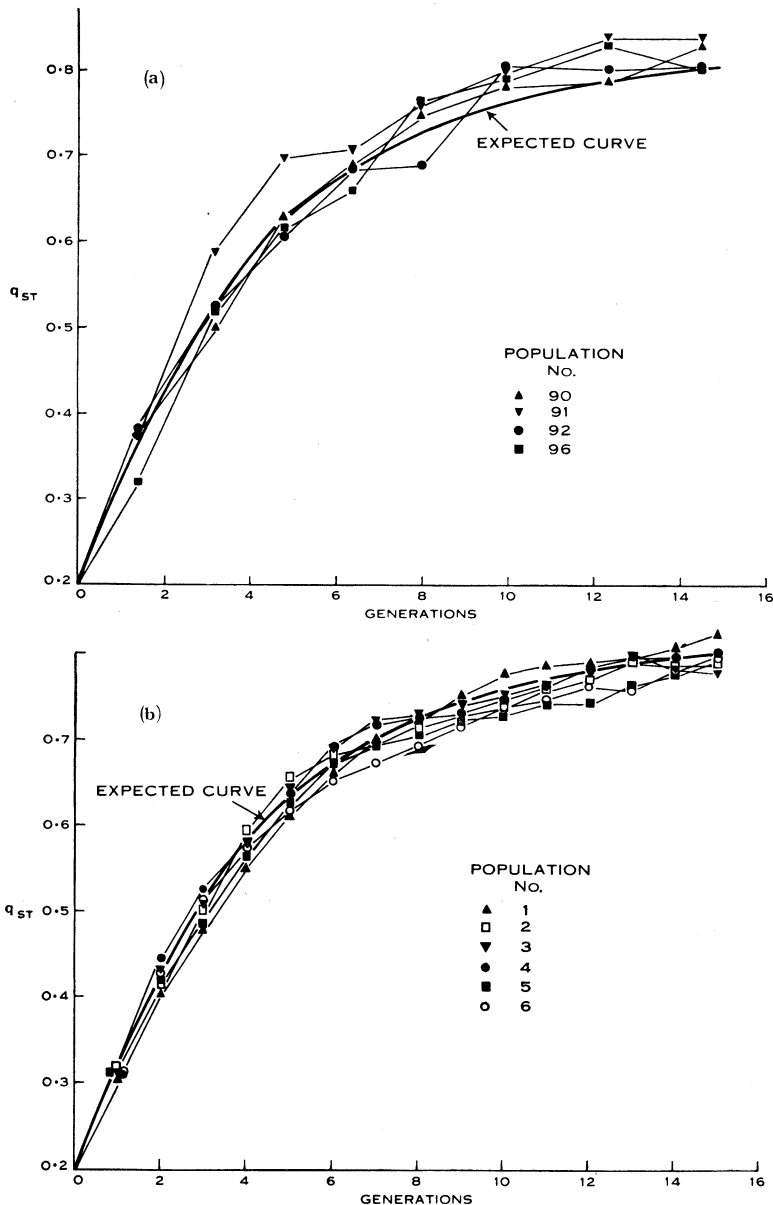 (a)
0.8
0.7
0.6
q ST
0.5
0.4
0.3
0.2
EXPECTED CURVE
POPULATION
No.
▲ 90
▼ 91
● 92
■ 96
0 2 4 6 8 10 12 14 16
GENERATIONS
(b)
0.7
0.6
q ST
0.5
0.4
0.3
0.2
EXPECTED CURVE
POPULATION
No.
▲ 1
□ 2
▼ 3
● 4
■ 5
○ 6
0 2 4 6 8 10 12 14 16
GENERATIONS